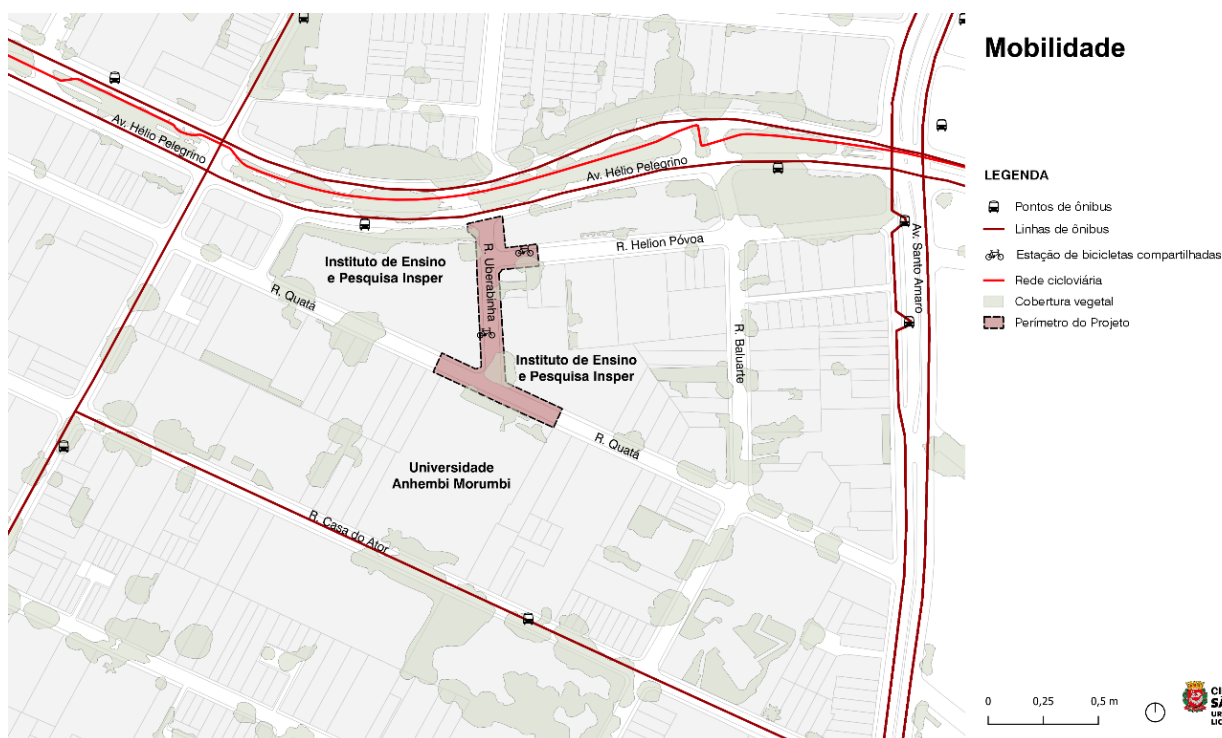 Mobilidade
LEGENDA
Pontos de ônibus
Linhas de ônibus
Estação de bicicletas compartilhadas
Rede cicloviária
Cobertura vegetal
Perímetro do Projeto
Av. Hélio Pelegrino
Av. Hélio Pelegrino
R. Uberabinha
R. Helion Póvoa
Av. Santo Amaro
Instituto de Ensino
e Pesquisa Insper
R. Quatá
R. Baluarte
Instituto de Ensino
e Pesquisa Insper
R. Quatá
Universidade
Anhembi Morumbi
R. Casa do Ator
0 0,25 0,5 m